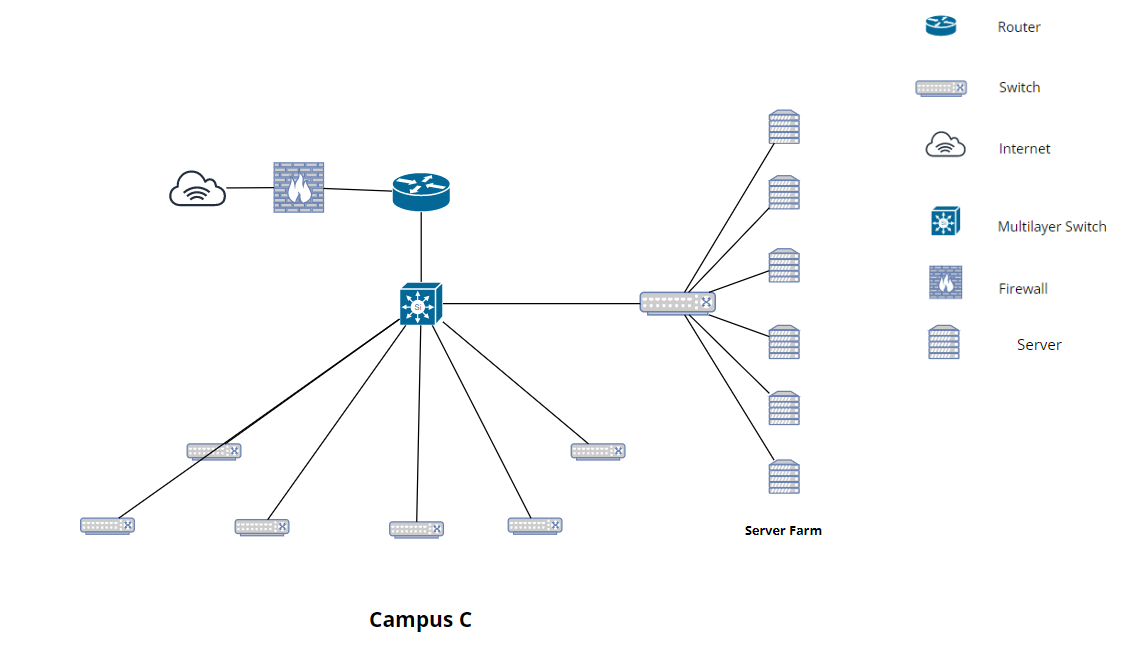 Router
Switch
Internet
Multilayer Switch
Firewall
Server
Server Farm
Campus C